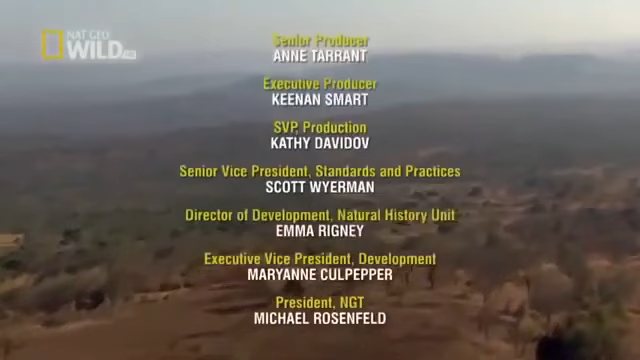 NAT GEO
WILD HD
Senior Producer
ANNE TARRANT
Executive Producer
KEENAN SMART
SVP, Production
KATHY DAVIDOV
Senior Vice President, Standards and Practices
SCOTT WYERMAN
Director of Development, Natural History Unit
EMMA RIGNEY
Executive Vice President, Development
MARYANNE CULPEPPER
President, NGT
MICHAEL ROSENFELD